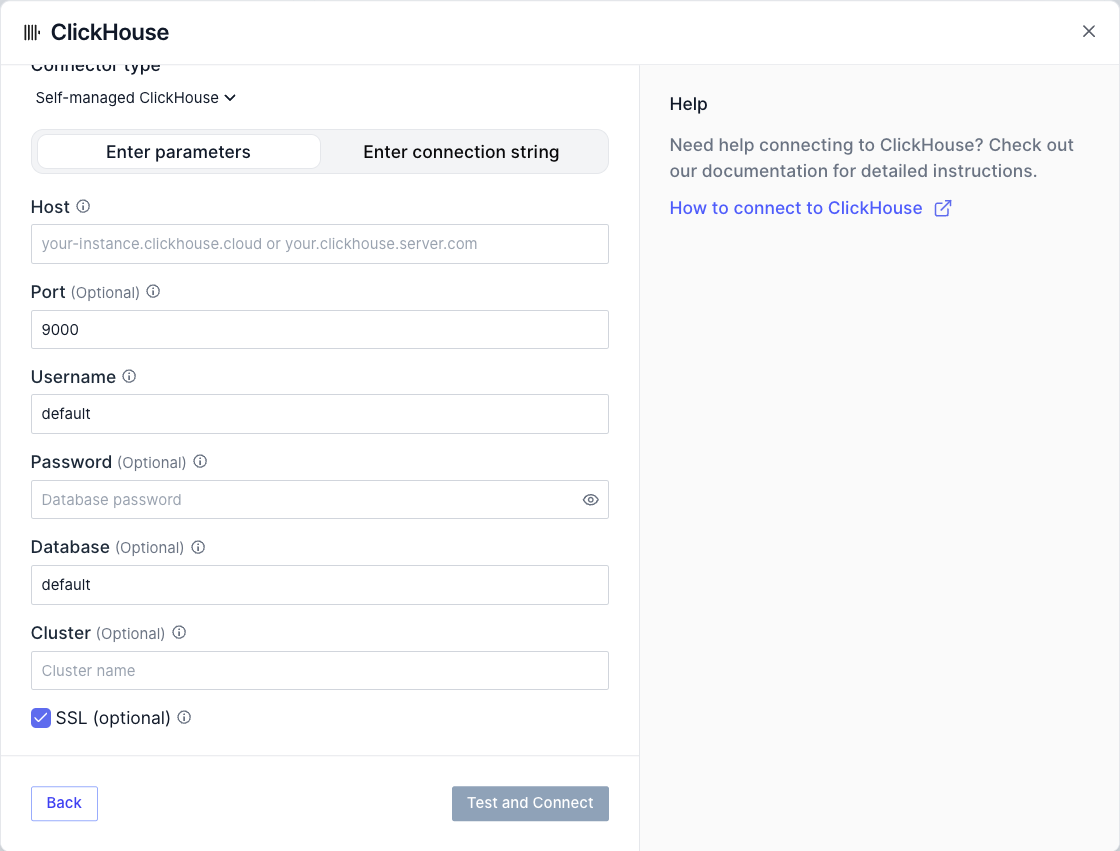 ClickHouse
Connector type
Self-managed ClickHouse
Enter parameters
Enter connection string
Host
your-instance.clickhouse.cloud or your.clickhouse.server.com
Port (Optional)
9000
Username
default
Password (Optional)
Database password
Database (Optional)
default
Cluster (Optional)
Cluster name
SSL (optional)
Back
Test and Connect
Help
Need help connecting to ClickHouse? Check out
our documentation for detailed instructions.
How to connect to ClickHouse